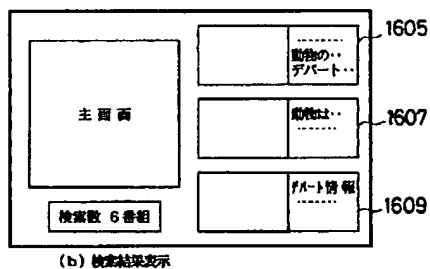 主画面
検索数 6番組
動物の‥
デパート‥
1605
動物は‥
1607
デパート情報
1609
(b) 検索結果表示